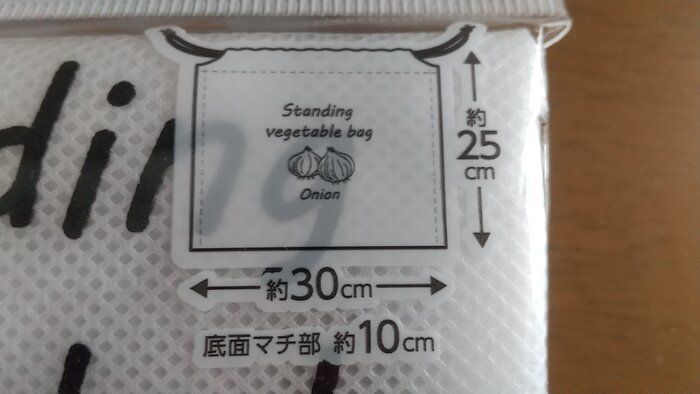 Standing
vegetable bag
Onion
約
25
cm
約30cm
底面マチ部 約10cm
ding